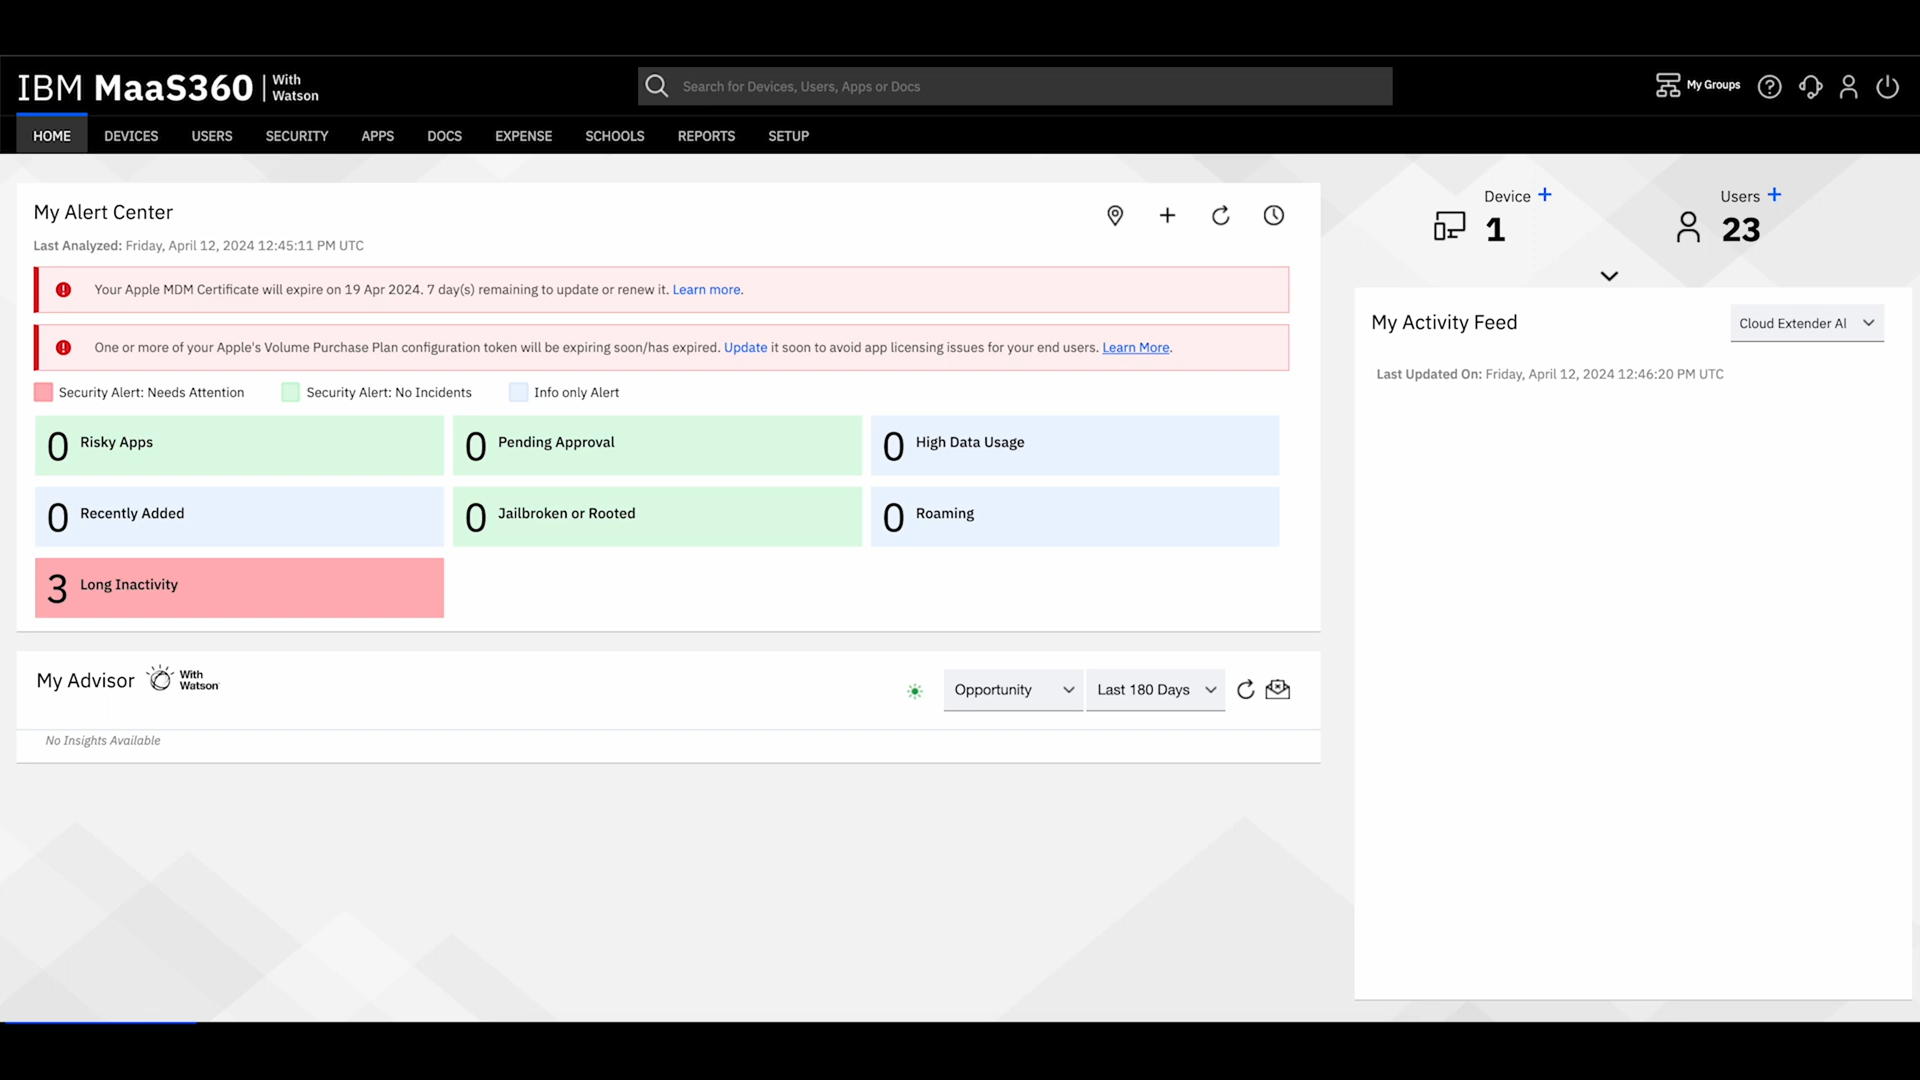 IBM MaaS360 | With Watson
Search for Devices, Users, Apps or Docs
My Groups
HOME DEVICES USERS SECURITY APPS DOCS EXPENSE SCHOOLS REPORTS SETUP
My Alert Center
Last Analyzed: Friday, April 12, 2024 12:45:11 PM UTC
Your Apple MDM Certificate will expire on 19 Apr 2024. 7 day(s) remaining to update or renew it. Learn more.
One or more of your Apple's Volume Purchase Plan configuration token will be expiring soon/has expired. Update it soon to avoid app licensing issues for your end users. Learn More.
Security Alert: Needs Attention Security Alert: No Incidents Info only Alert
0 Risky Apps 0 Pending Approval 0 High Data Usage
0 Recently Added 0 Jailbroken or Rooted 0 Roaming
3 Long Inactivity
My Advisor With Watson
Opportunity Last 180 Days
No Insights Available
Device + Users +
1 23
My Activity Feed
Cloud Extender Al
Last Updated On: Friday, April 12, 2024 12:46:20 PM UTC